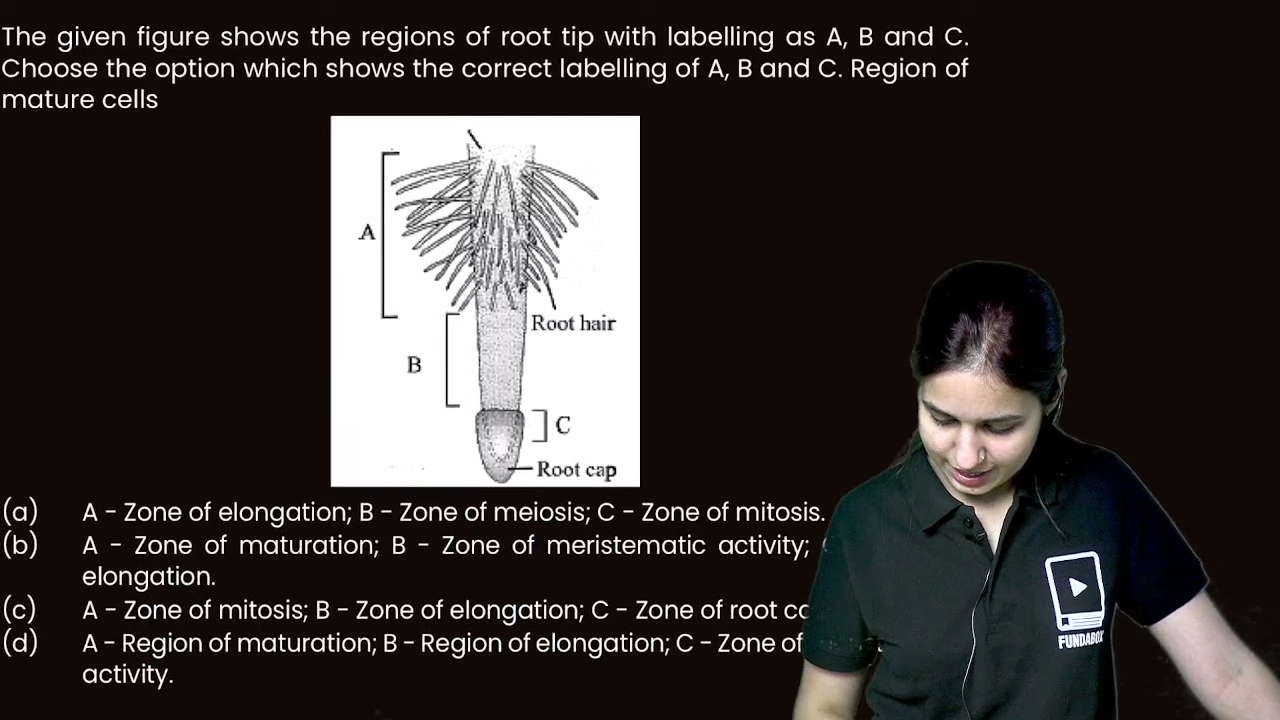 The given figure shows the regions of root tip with labelling as A, B and C.
Choose the option which shows the correct labelling of A, B and C. Region of
mature cells
A
Root hair
B
C
Root cap
(a) A - Zone of elongation; B - Zone of meiosis; C - Zone of mitosis.
(b) A - Zone of maturation; B - Zone of meristematic activity;
elongation.
(c) A - Zone of mitosis; B - Zone of elongation; C - Zone of root
(d) A - Region of maturation; B - Region of elongation; C - Zone of
activity.
FUNDABOX